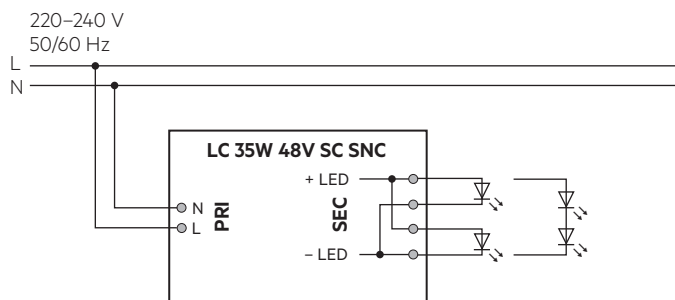 220–240 V
50/60 Hz
L
N
LC 35W 48V SC SNC
+ LED
N
L
PRI
SEC
– LED